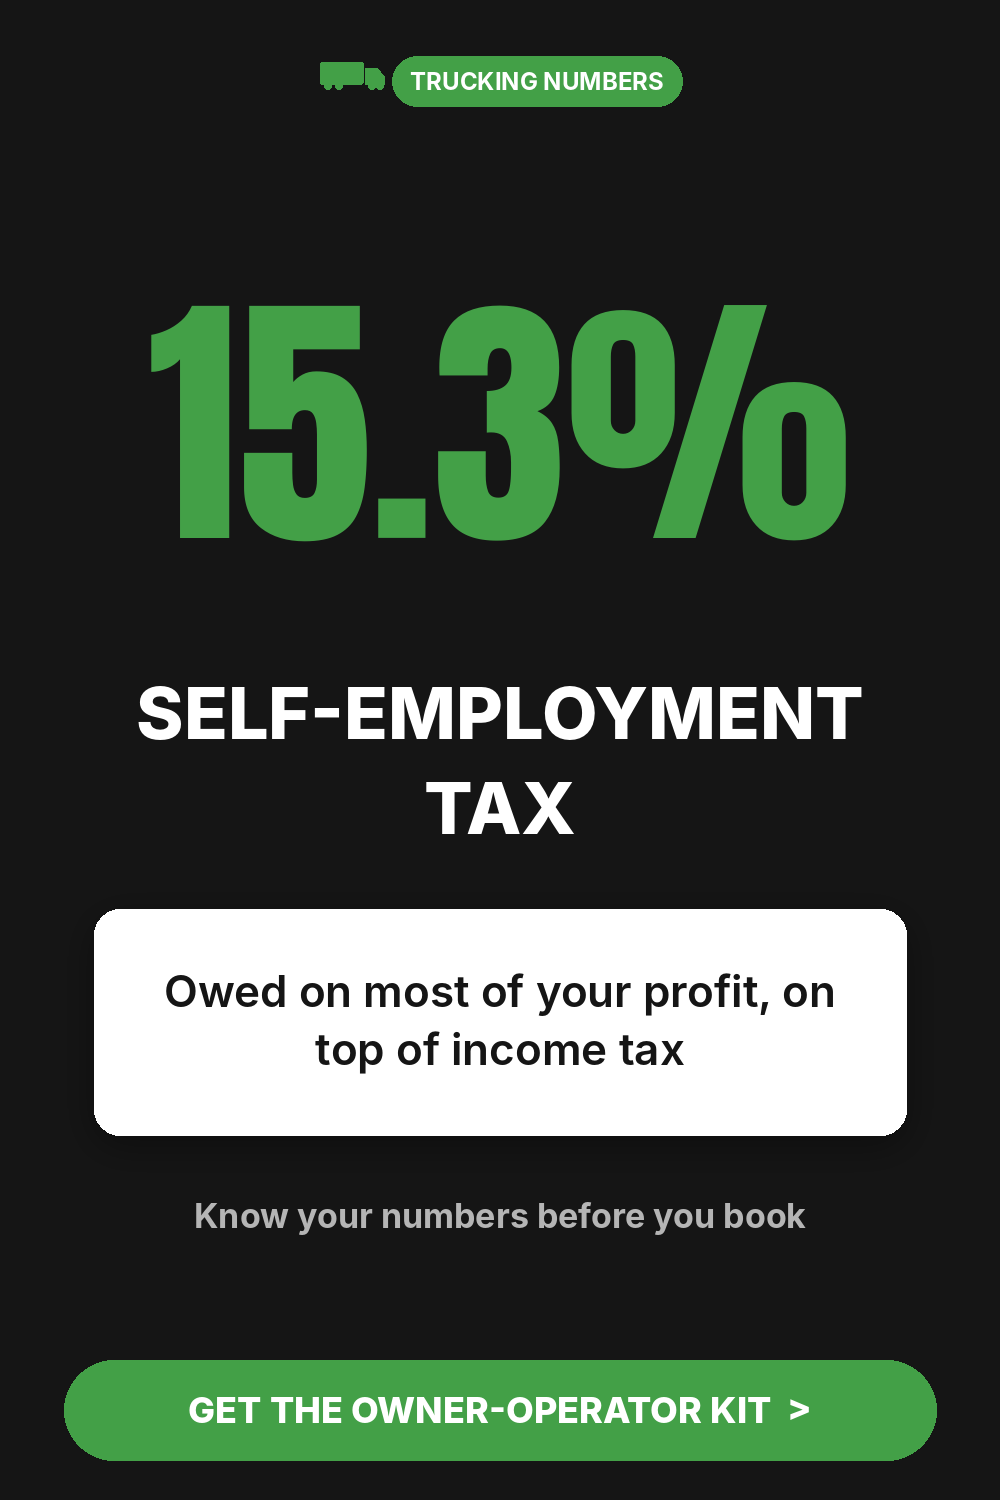 TRUCKING NUMBERS
15.3%
SELF-EMPLOYMENT
TAX
Owed on most of your profit, on
top of income tax
Know your numbers before you book
GET THE OWNER-OPERATOR KIT >